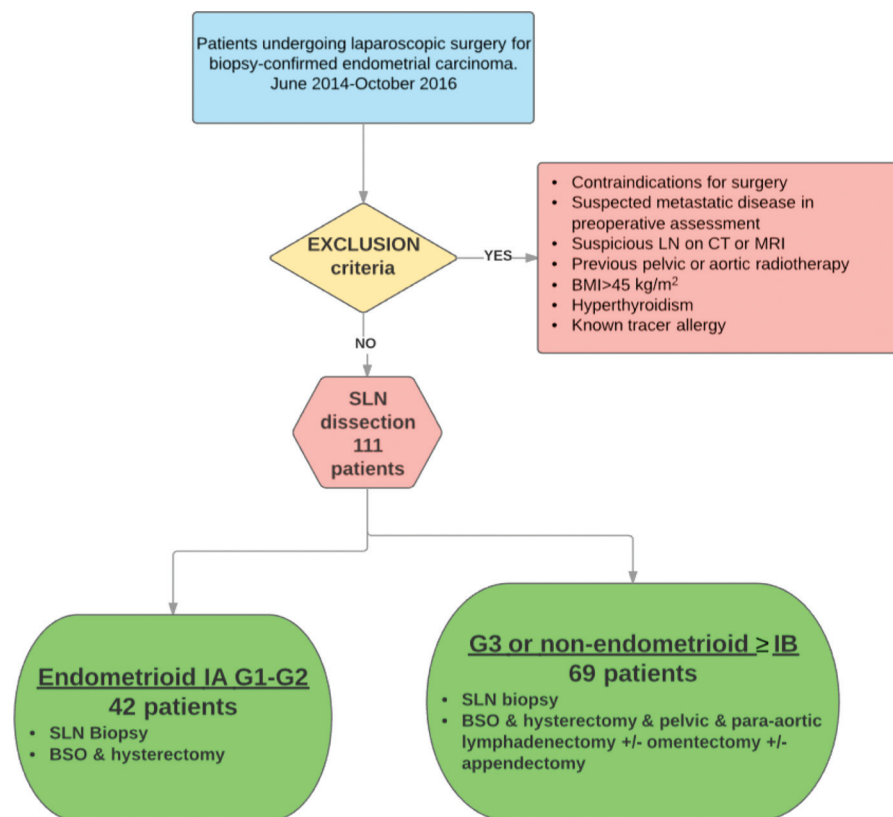 Patients undergoing laparoscopic surgery for
biopsy-confirmed endometrial carcinoma.
June 2014-October 2016
EXCLUSION
criteria
YES
• Contraindications for surgery
• Suspected metastatic disease in
preoperative assessment
• Suspicious LN on CT or MRI
• Previous pelvic or aortic radiotherapy
• BMI>45 kg/m²
• Hyperthyroidism
• Known tracer allergy
NO
SLN
dissection
111
patients
Endometrioid IA G1-G2
42 patients
• SLN Biopsy
• BSO & hysterectomy
G3 or non-endometrioid ≥ IB
69 patients
• SLN biopsy
• BSO & hysterectomy & pelvic & para-aortic
lymphadenectomy +/- omentectomy +/-
appendectomy